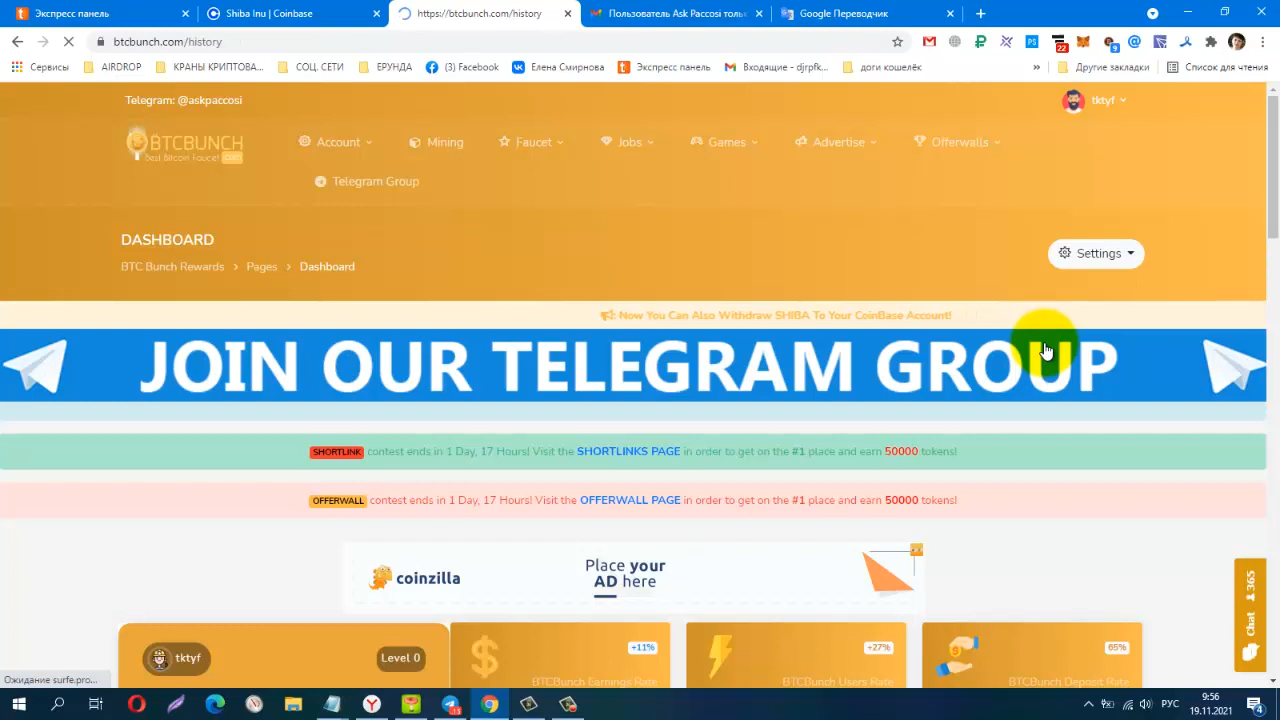 Экспресс панель
Shiba Inu | Coinbase
https://btcbunch.com/history
Пользователь Ask Paccosi тольк
Google Переводчик
btcbunch.com/history
22
9
Сервисы
AIRDROP
КРАНЫ КРИПТОВА...
СОЦ. СЕТИ
ЕРУНДА
(3) Facebook
Елена Смирнова
Экспресс панель
Входящие - djrpfk...
доги кошелёк
»
Другие закладки
Список для чтения
Telegram: @askpaccosi
tktyf
BTCBUNCH
Best Bitcoin Faucet .com
Account
Mining
Faucet
Jobs
Games
Advertise
Offerwalls
Telegram Group
DASHBOARD
BTC Bunch Rewards > Pages > Dashboard
Settings
Now You Can Also Withdraw SHIBA To Your CoinBase Account!
JOIN OUR TELEGRAM GROUP
SHORTLINK contest ends in 1 Day, 17 Hours! Visit the SHORTLINKS PAGE in order to get on the #1 place and earn 50000 tokens!
OFFERWALL contest ends in 1 Day, 17 Hours! Visit the OFFERWALL PAGE in order to get on the #1 place and earn 50000 tokens!
coinzilla
Place your
AD here
Chat 365
tktyf
Level 0
+11%
BTCBunch Earnings Rate
+27%
BTCBunch Users Rate
65%
BTCBunch Deposit Rate
Ожидание surfe.pro...
РУС
9:56
19.11.2021
4